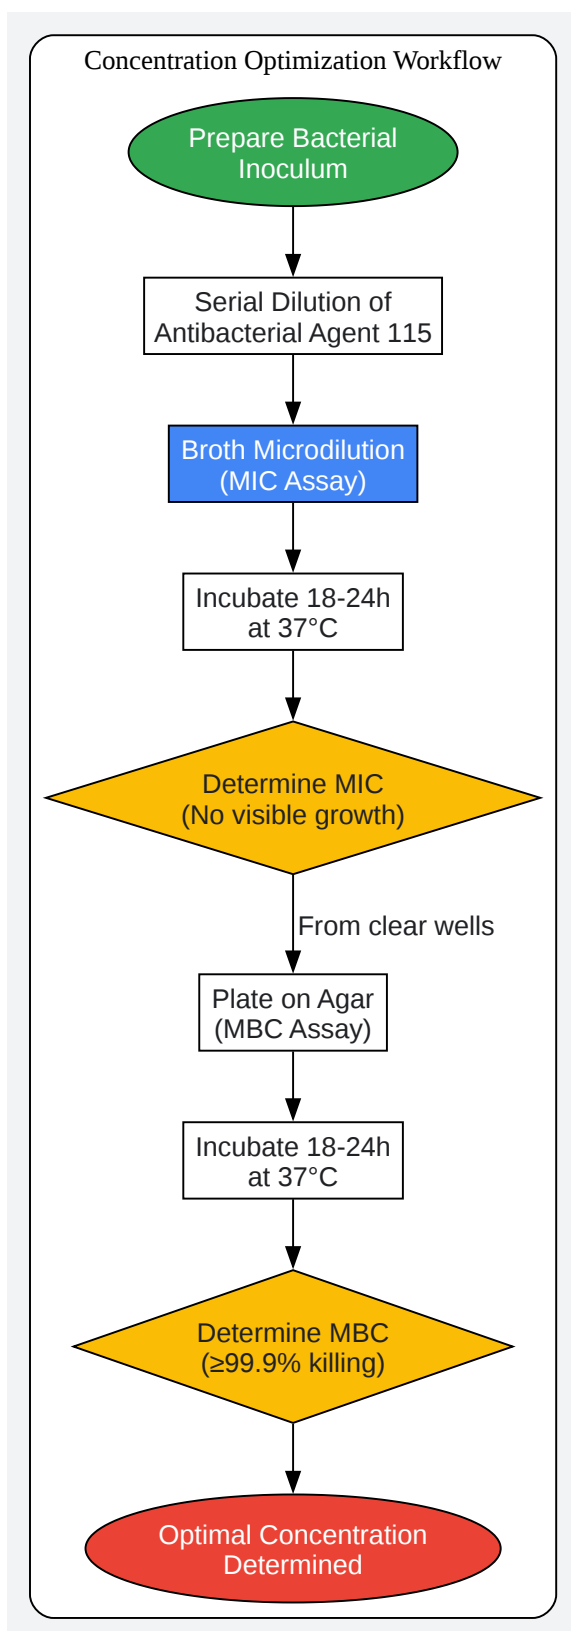 Concentration Optimization Workflow
Prepare Bacterial
Inoculum
Serial Dilution of
Antibacterial Agent 115
Broth Microdilution
(MIC Assay)
Incubate 18-24h
at 37°C
Determine MIC
(No visible growth)
From clear wells
Plate on Agar
(MBC Assay)
Incubate 18-24h
at 37°C
Determine MBC
(≥99.9% killing)
Optimal Concentration
Determined